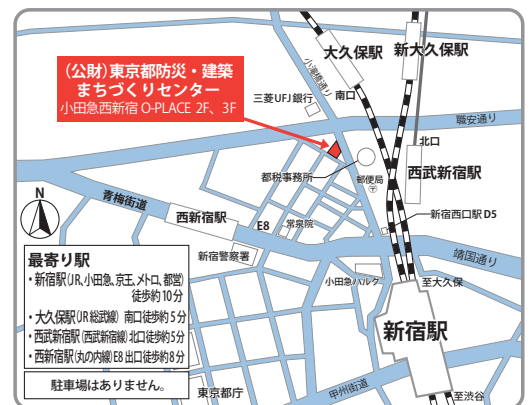 (公財)東京都防災・建築
まちづくりセンター
小田急西新宿 O-PLACE 2F、3F
大久保駅
新大久保駅
小滝橋通り
三菱UFJ銀行
南口
職安通り
北口
都税事務所
郵便局
〒
西武新宿駅
N
青梅街道
西新宿駅
E8
常泉院
新宿西口駅 D5
新宿警察署
靖国通り
小田急ハルク
至大久保
新宿駅
最寄り駅
・新宿駅(JR、小田急、京王、メトロ、都営)
徒歩約10分
・大久保駅(JR 総武線) 南口徒歩約5分
・西武新宿駅(西武新宿線)北口徒歩約5分
・西新宿駅(丸の内線)E8 出口徒歩約8分
駐車場はありません。
東京都庁
甲州街道
至渋谷